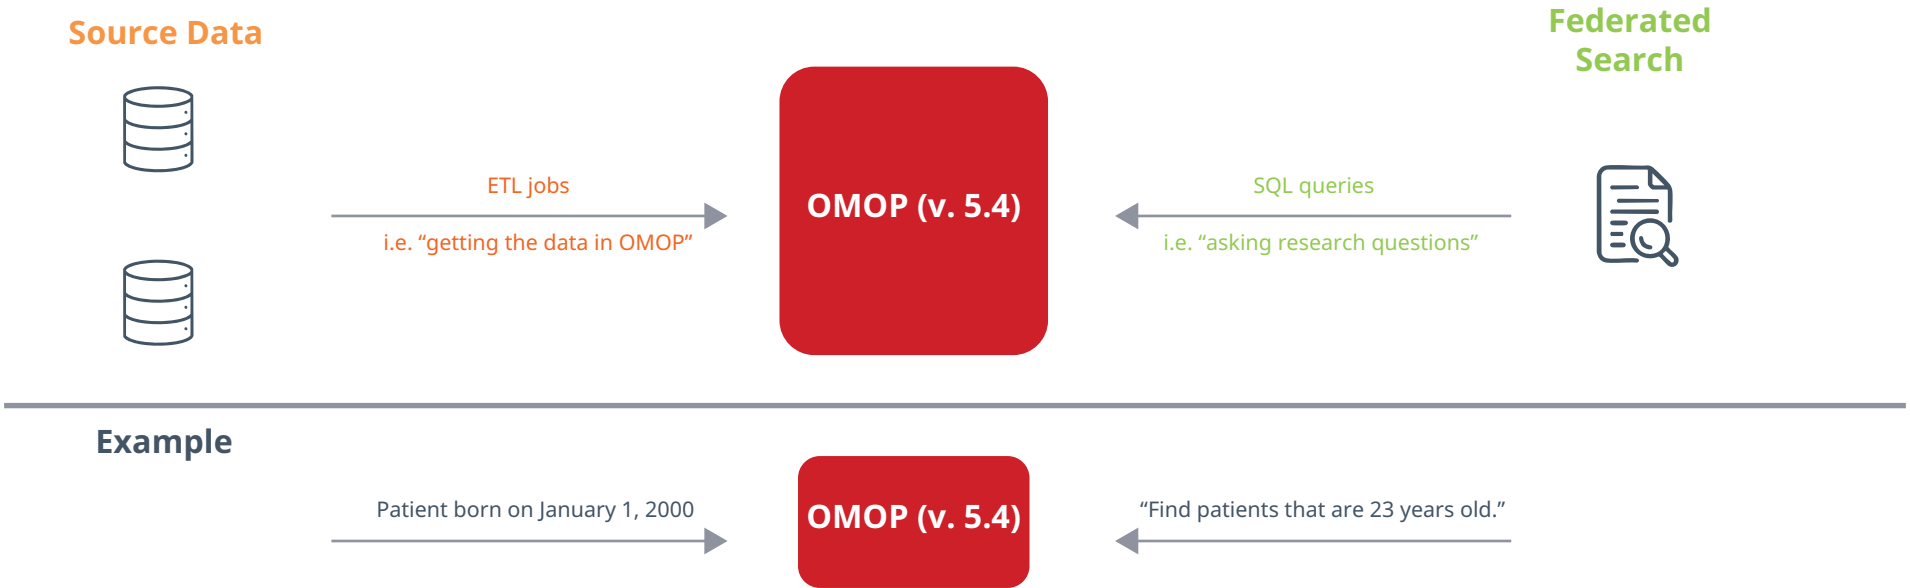 Source Data
Federated
Search
ETL jobs
i.e. “getting the data in OMOP”
OMOP (v. 5.4)
SQL queries
i.e. “asking research questions”
Example
Patient born on January 1, 2000
OMOP (v. 5.4)
“Find patients that are 23 years old.”